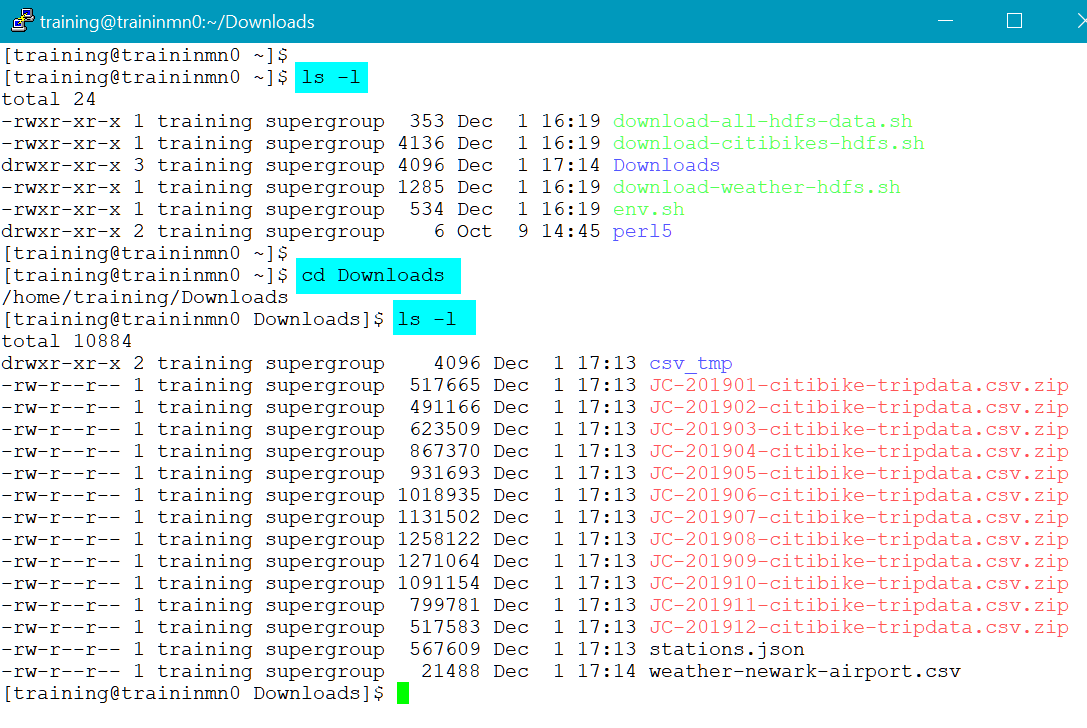 training@traininmn0:~/Downloads
[training@traininmn0 ~]$
[training@traininmn0 ~]$ ls -l
total 24
-rwxr-xr-x 1 training supergroup  353 Dec  1 16:19 download-all-hdfs-data.sh
-rwxr-xr-x 1 training supergroup 4136 Dec  1 16:19 download-citibikes-hdfs.sh
drwxr-xr-x 3 training supergroup 4096 Dec  1 17:14 Downloads
-rwxr-xr-x 1 training supergroup 1285 Dec  1 16:19 download-weather-hdfs.sh
-rwxr-xr-x 1 training supergroup  534 Dec  1 16:19 env.sh
drwxr-xr-x 2 training supergroup    6 Oct  9 14:45 perl5
[training@traininmn0 ~]$
[training@traininmn0 ~]$ cd Downloads
/home/training/Downloads
[training@traininmn0 Downloads]$ ls -l
total 10884
drwxr-xr-x 2 training supergroup    4096 Dec  1 17:13 csv_tmp
-rw-r--r-- 1 training supergroup  517665 Dec  1 17:13 JC-201901-citibike-tripdata.csv.zip
-rw-r--r-- 1 training supergroup  491166 Dec  1 17:13 JC-201902-citibike-tripdata.csv.zip
-rw-r--r-- 1 training supergroup  623509 Dec  1 17:13 JC-201903-citibike-tripdata.csv.zip
-rw-r--r-- 1 training supergroup  867370 Dec  1 17:13 JC-201904-citibike-tripdata.csv.zip
-rw-r--r-- 1 training supergroup  931693 Dec  1 17:13 JC-201905-citibike-tripdata.csv.zip
-rw-r--r-- 1 training supergroup 1018935 Dec  1 17:13 JC-201906-citibike-tripdata.csv.zip
-rw-r--r-- 1 training supergroup 1131502 Dec  1 17:13 JC-201907-citibike-tripdata.csv.zip
-rw-r--r-- 1 training supergroup 1258122 Dec  1 17:13 JC-201908-citibike-tripdata.csv.zip
-rw-r--r-- 1 training supergroup 1271064 Dec  1 17:13 JC-201909-citibike-tripdata.csv.zip
-rw-r--r-- 1 training supergroup 1091154 Dec  1 17:13 JC-201910-citibike-tripdata.csv.zip
-rw-r--r-- 1 training supergroup  799781 Dec  1 17:13 JC-201911-citibike-tripdata.csv.zip
-rw-r--r-- 1 training supergroup  517583 Dec  1 17:13 JC-201912-citibike-tripdata.csv.zip
-rw-r--r-- 1 training supergroup  567609 Dec  1 17:13 stations.json
-rw-r--r-- 1 training supergroup   21488 Dec  1 17:14 weather-newark-airport.csv
[training@traininmn0 Downloads]$